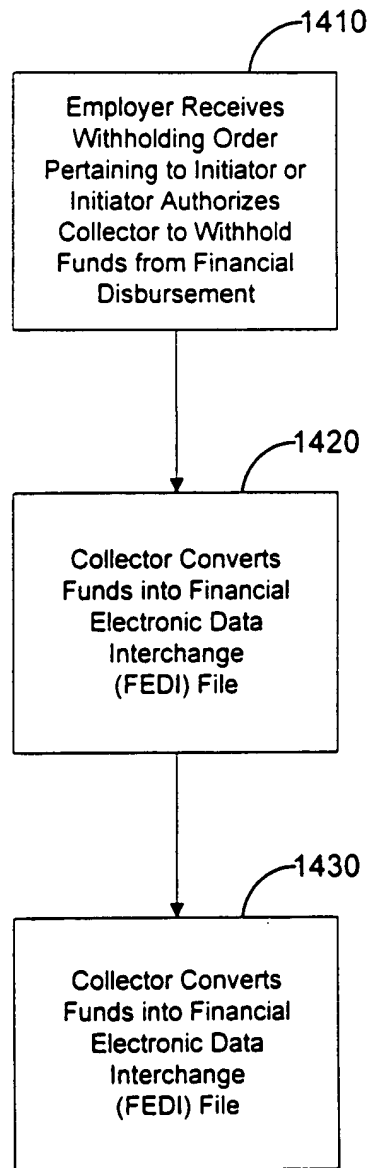 1410
Employer Receives
Withholding Order
Pertaining to Initiator or
Initiator Authorizes
Collector to Withhold
Funds from Financial
Disbursement
1420
Collector Converts
Funds into Financial
Electronic Data
Interchange
(FEDI) File
1430
Collector Converts
Funds into Financial
Electronic Data
Interchange
(FEDI) File